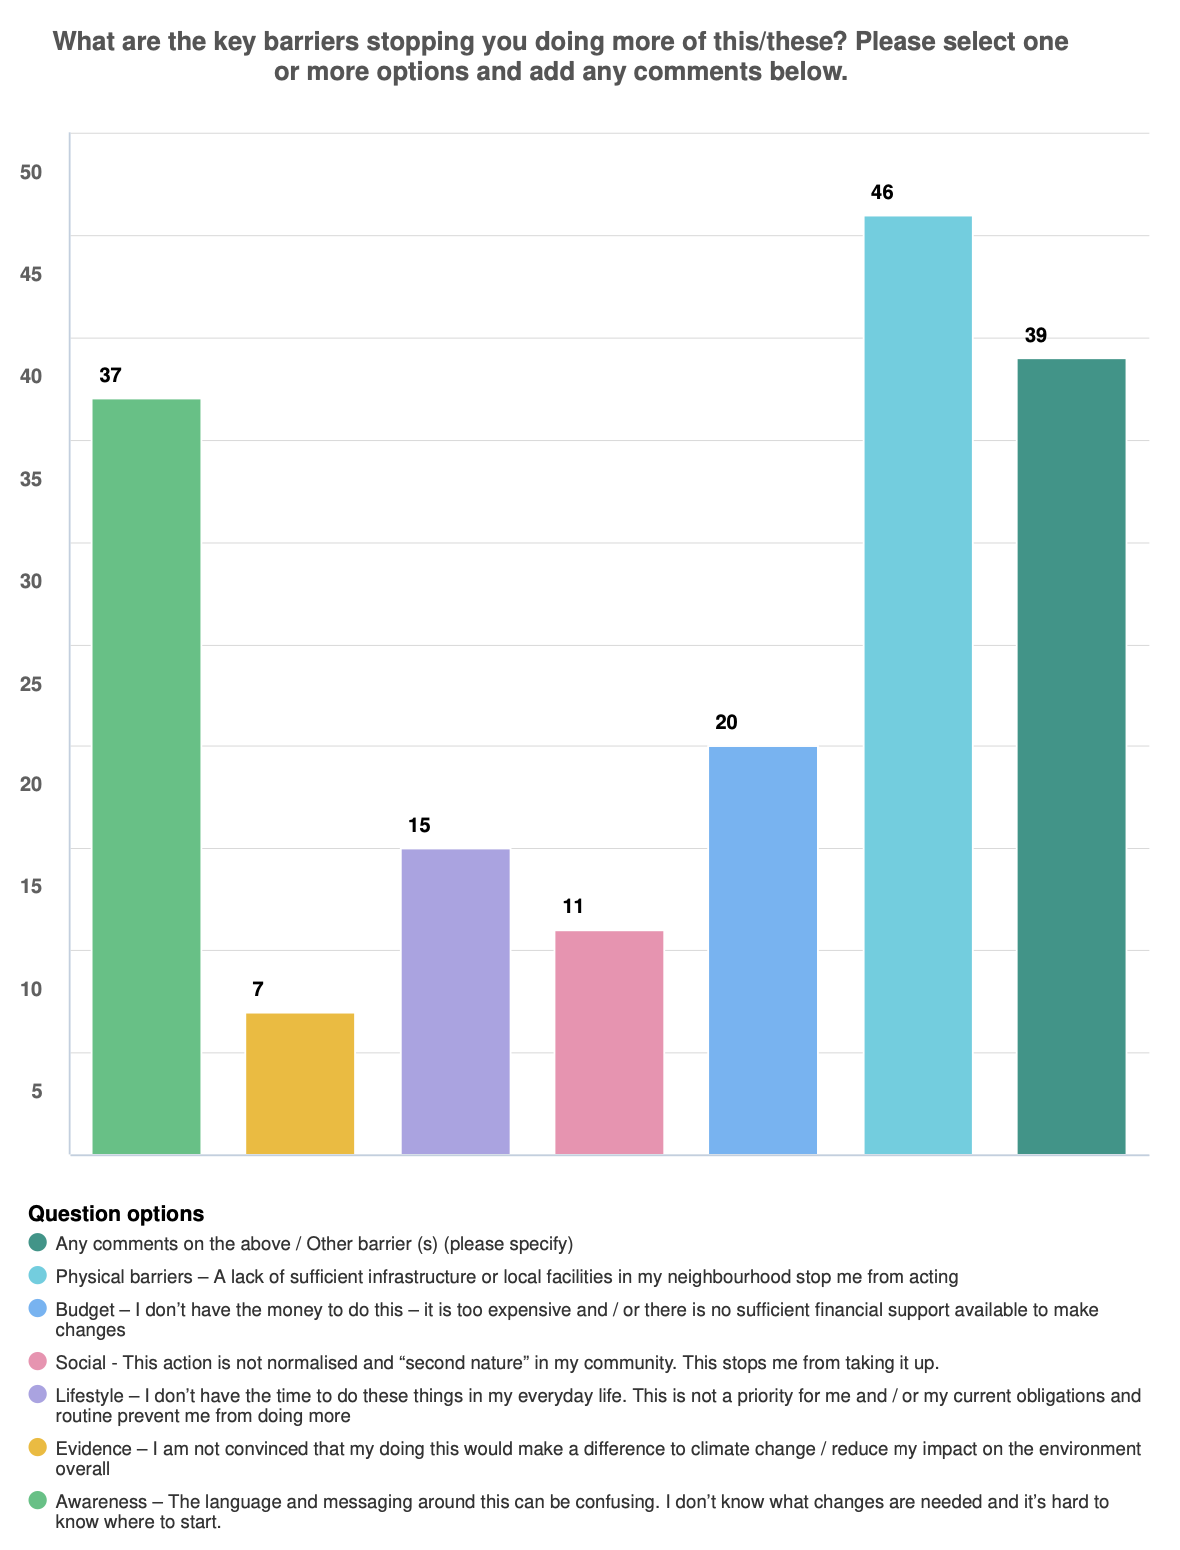 What are the key barriers stopping you doing more of this/these? Please select one
or more options and add any comments below.
50
45
40
35
30
25
20
15
10
5
37
7
15
11
20
46
39
Question options
Any comments on the above / Other barrier (s) (please specify)
Physical barriers – A lack of sufficient infrastructure or local facilities in my neighbourhood stop me from acting
Budget – I don’t have the money to do this – it is too expensive and / or there is no sufficient financial support available to make
changes
Social - This action is not normalised and “second nature” in my community. This stops me from taking it up.
Lifestyle – I don’t have the time to do these things in my everyday life. This is not a priority for me and / or my current obligations and
routine prevent me from doing more
Evidence – I am not convinced that my doing this would make a difference to climate change / reduce my impact on the environment
overall
Awareness – The language and messaging around this can be confusing. I don’t know what changes are needed and it’s hard to
know where to start.